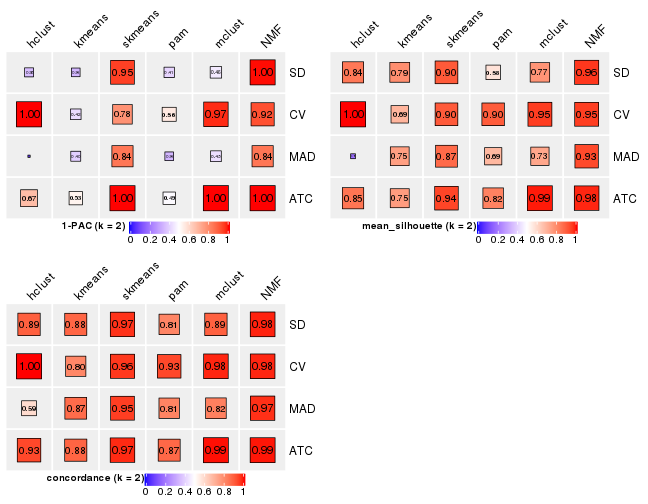 hclust kmeans skmeans pam mclust NMF
0.95 1.00 SD
1.00 0.78 0.56 0.97 0.92 CV
0.84 0.84 MAD
0.67 0.53 1.00 0.49 1.00 1.00 ATC
1-PAC (k = 2)
0 0.2 0.4 0.6 0.8 1
hclust kmeans skmeans pam mclust NMF
0.84 0.79 0.90 0.58 0.77 0.96 SD
1.00 0.69 0.90 0.90 0.95 0.95 CV
0.75 0.87 0.69 0.73 0.93 MAD
0.85 0.75 0.94 0.82 0.99 0.98 ATC
mean_silhouette (k = 2)
0 0.2 0.4 0.6 0.8 1
hclust kmeans skmeans pam mclust NMF
0.89 0.88 0.97 0.81 0.89 0.98 SD
1.00 0.80 0.96 0.93 0.98 0.98 CV
0.59 0.87 0.95 0.81 0.82 0.97 MAD
0.93 0.88 0.97 0.87 0.99 0.99 ATC
concordance (k = 2)
0 0.2 0.4 0.6 0.8 1